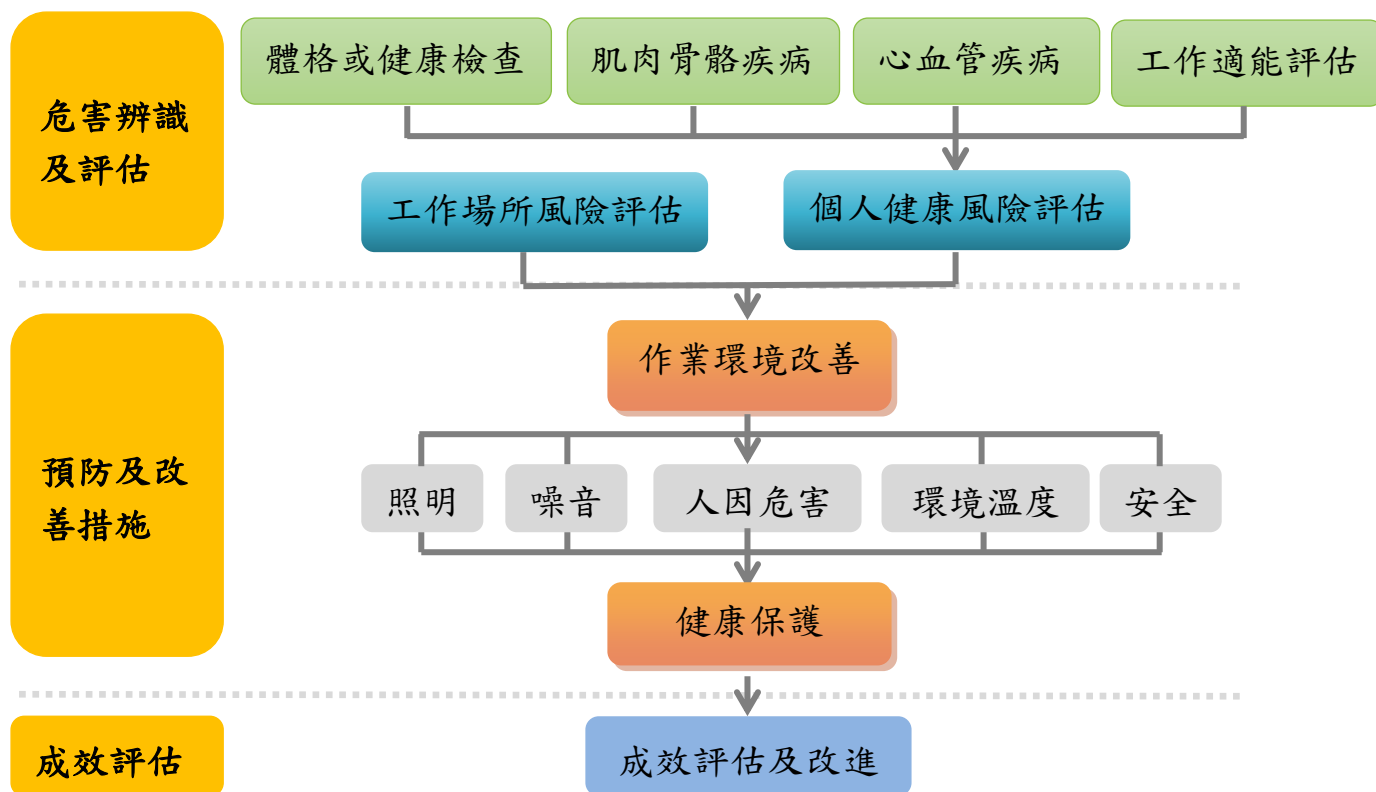 危害辨識
及評估
體格或健康檢查
肌肉骨骼疾病
心血管疾病
工作適能評估
工作場所風險評估
個人健康風險評估
預防及改
善措施
作業環境改善
照明
噪音
人因危害
環境溫度
安全
健康保護
成效評估
成效評估及改進